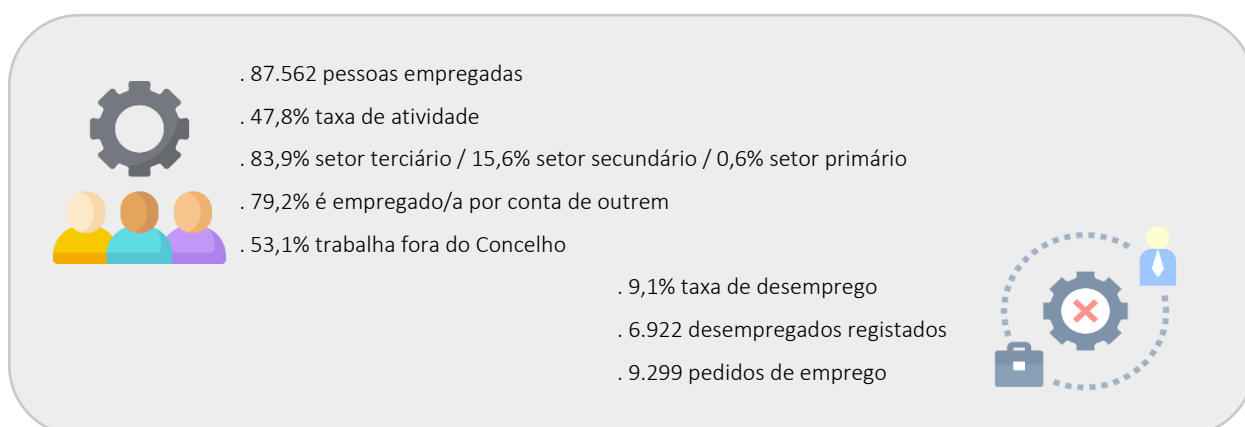 . 87.562 pessoas empregadas
. 47,8% taxa de atividade
. 83,9% setor terciário / 15,6% setor secundário / 0,6% setor primário
. 79,2% é empregado/a por conta de outrem
. 53,1% trabalha fora do Concelho
. 9,1% taxa de desemprego
. 6.922 desempregados registados
. 9.299 pedidos de emprego